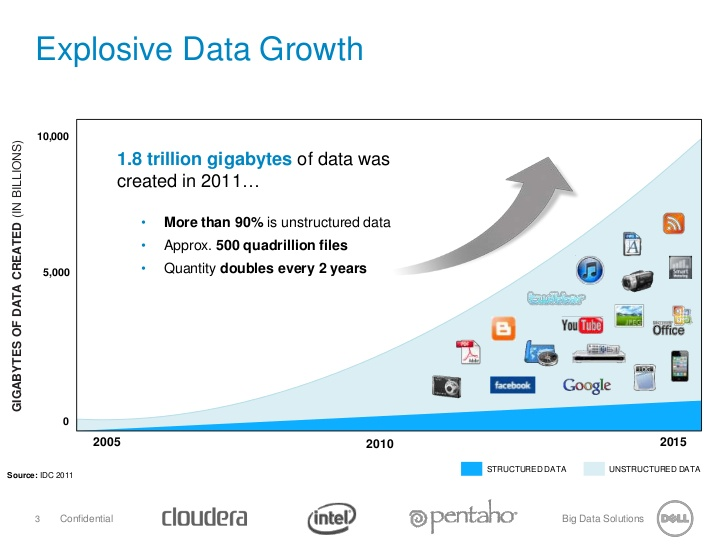 Explosive Data Growth
GIGABYTES OF DATA CREATED (IN BILLIONS)
10,000
5,000
0
1.8 trillion gigabytes of data was
created in 2011…
• More than 90% is unstructured data
• Approx. 500 quadrillion files
• Quantity doubles every 2 years
twitter
You Tube
Office
facebook
Google
2005
2010
2015
STRUCTURED DATA
UNSTRUCTURED DATA
Source: IDC 2011
3
Confidential
cloudera
intel
pentaho
Big Data Solutions
DELL